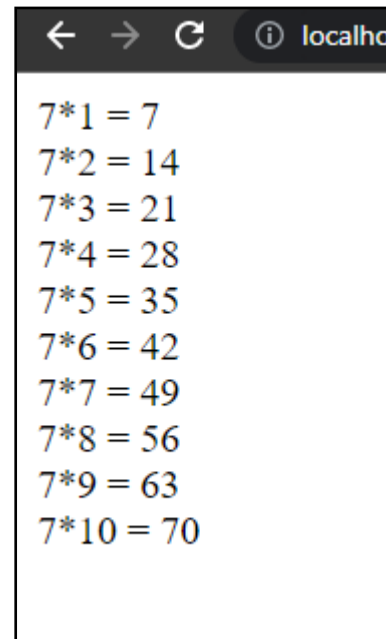 localho
7*1 = 7
7*2 = 14
7*3 = 21
7*4 = 28
7*5 = 35
7*6 = 42
7*7 = 49
7*8 = 56
7*9 = 63
7*10 = 70